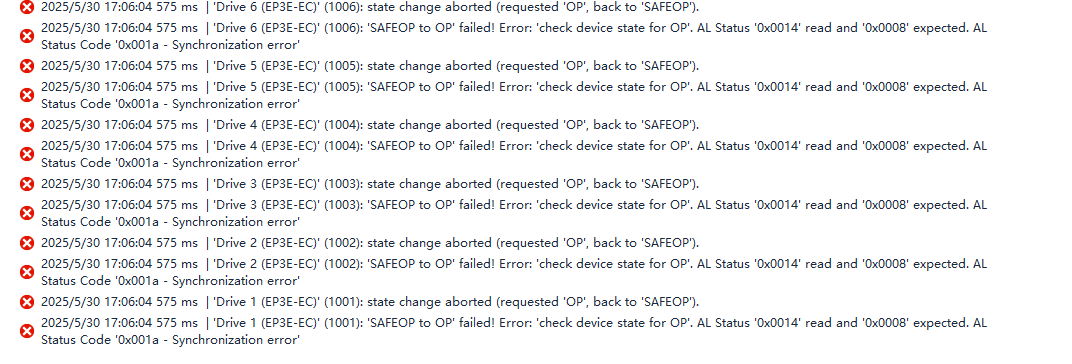 2025/5/30 17:06:04 575 ms | 'Drive 6 (EP3E-EC)' (1006): state change aborted (requested 'OP', back to 'SAFEOP').
2025/5/30 17:06:04 575 ms | 'Drive 6 (EP3E-EC)' (1006): 'SAFEOP to OP' failed! Error: 'check device state for OP'. AL Status '0x0014' read and '0x0008' expected. AL
Status Code '0x001a - Synchronization error'
2025/5/30 17:06:04 575 ms | 'Drive 5 (EP3E-EC)' (1005): state change aborted (requested 'OP', back to 'SAFEOP').
2025/5/30 17:06:04 575 ms | 'Drive 5 (EP3E-EC)' (1005): 'SAFEOP to OP' failed! Error: 'check device state for OP'. AL Status '0x0014' read and '0x0008' expected. AL
Status Code '0x001a - Synchronization error'
2025/5/30 17:06:04 575 ms | 'Drive 4 (EP3E-EC)' (1004): state change aborted (requested 'OP', back to 'SAFEOP').
2025/5/30 17:06:04 575 ms | 'Drive 4 (EP3E-EC)' (1004): 'SAFEOP to OP' failed! Error: 'check device state for OP'. AL Status '0x0014' read and '0x0008' expected. AL
Status Code '0x001a - Synchronization error'
2025/5/30 17:06:04 575 ms | 'Drive 3 (EP3E-EC)' (1003): state change aborted (requested 'OP', back to 'SAFEOP').
2025/5/30 17:06:04 575 ms | 'Drive 3 (EP3E-EC)' (1003): 'SAFEOP to OP' failed! Error: 'check device state for OP'. AL Status '0x0014' read and '0x0008' expected. AL
Status Code '0x001a - Synchronization error'
2025/5/30 17:06:04 575 ms | 'Drive 2 (EP3E-EC)' (1002): state change aborted (requested 'OP', back to 'SAFEOP').
2025/5/30 17:06:04 575 ms | 'Drive 2 (EP3E-EC)' (1002): 'SAFEOP to OP' failed! Error: 'check device state for OP'. AL Status '0x0014' read and '0x0008' expected. AL
Status Code '0x001a - Synchronization error'
2025/5/30 17:06:04 575 ms | 'Drive 1 (EP3E-EC)' (1001): state change aborted (requested 'OP', back to 'SAFEOP').
2025/5/30 17:06:04 575 ms | 'Drive 1 (EP3E-EC)' (1001): 'SAFEOP to OP' failed! Error: 'check device state for OP'. AL Status '0x0014' read and '0x0008' expected. AL
Status Code '0x001a - Synchronization error'